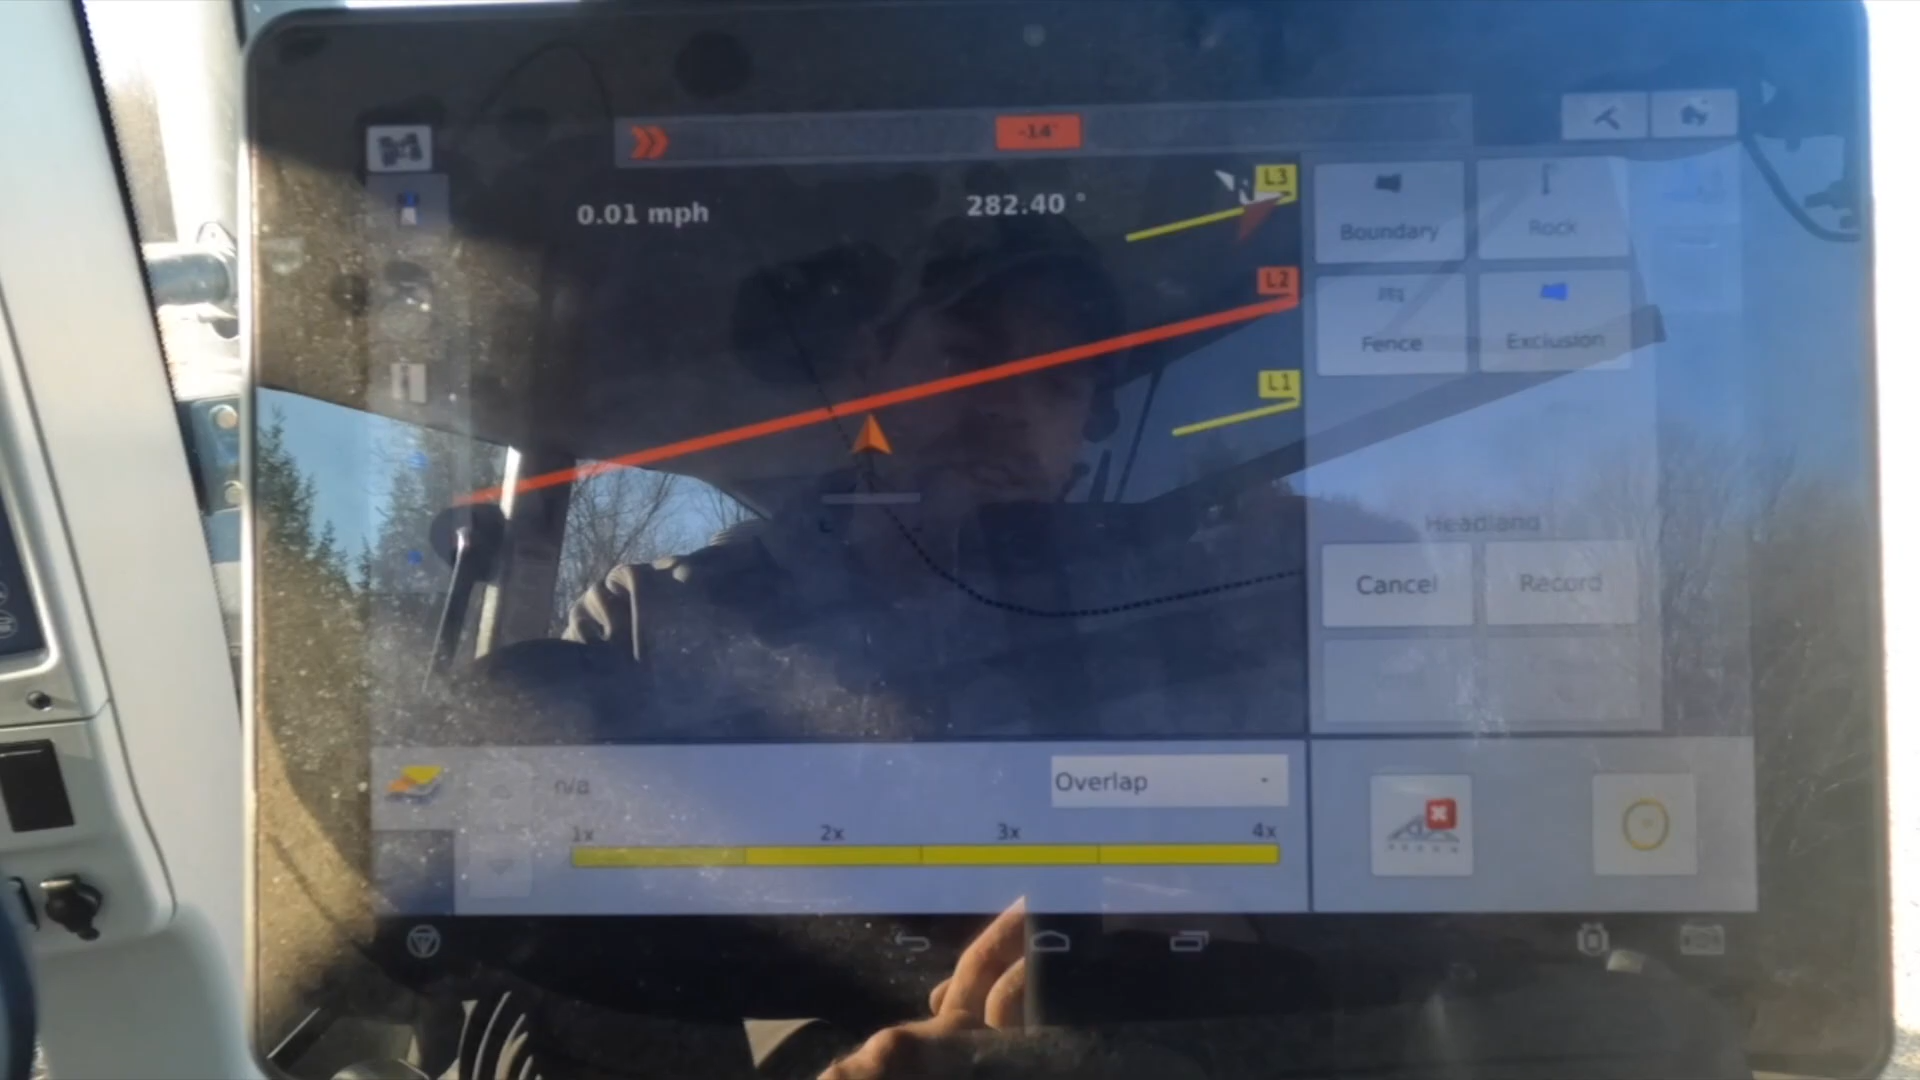 -14"
0.01 mph
282.40 °
L3
L2
L1
Boundary
Rock
Fence
Exclusion
Headland
Cancel
Record
n/a
Overlap
1x 2x 3x 4x